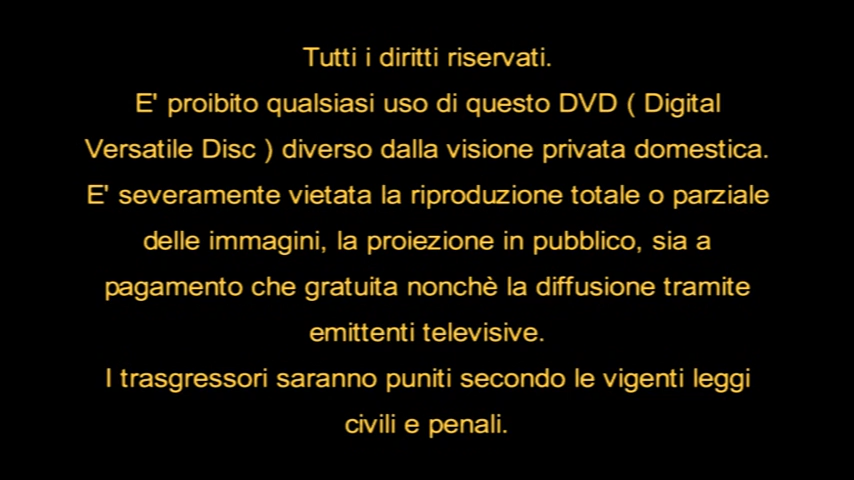 Tutti i diritti riservati.
E' proibito qualsiasi uso di questo DVD ( Digital
Versatile Disc ) diverso dalla visione privata domestica.
E' severamente vietata la riproduzione totale o parziale
delle immagini, la proiezione in pubblico, sia a
pagamento che gratuita nonchè la diffusione tramite
emittenti televisive.
I trasgressori saranno puniti secondo le vigenti leggi
civili e penali.